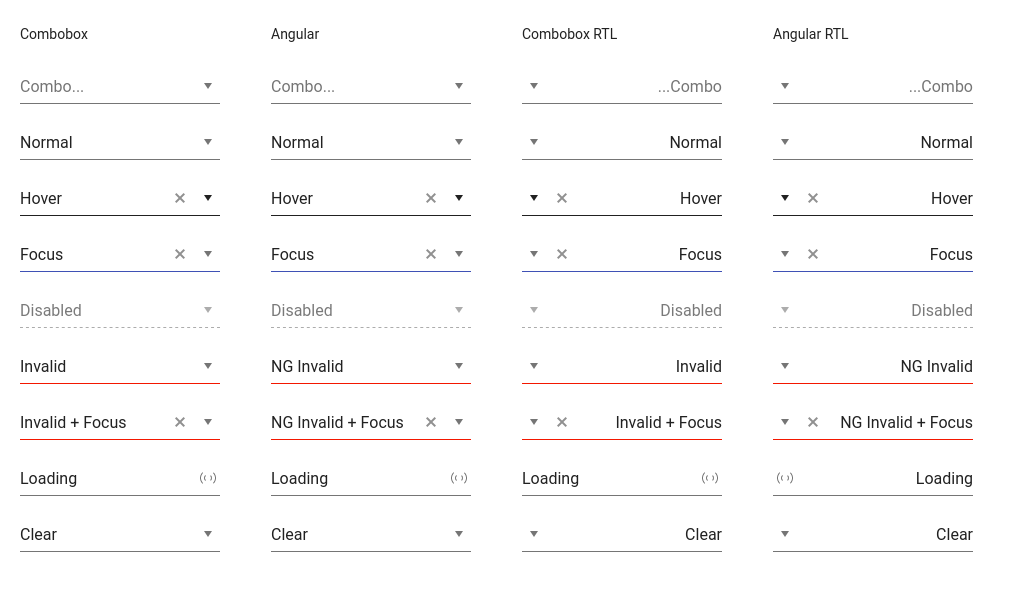 Combobox Angular Combobox RTL Angular RTL
Combo... Combo... ...Combo ...Combo
Normal Normal Normal Normal
Hover Hover Hover Hover
Focus Focus Focus Focus
Disabled Disabled Disabled Disabled
Invalid NG Invalid Invalid NG Invalid
Invalid + Focus NG Invalid + Focus Invalid + Focus NG Invalid + Focus
Loading Loading Loading Loading
Clear Clear Clear Clear